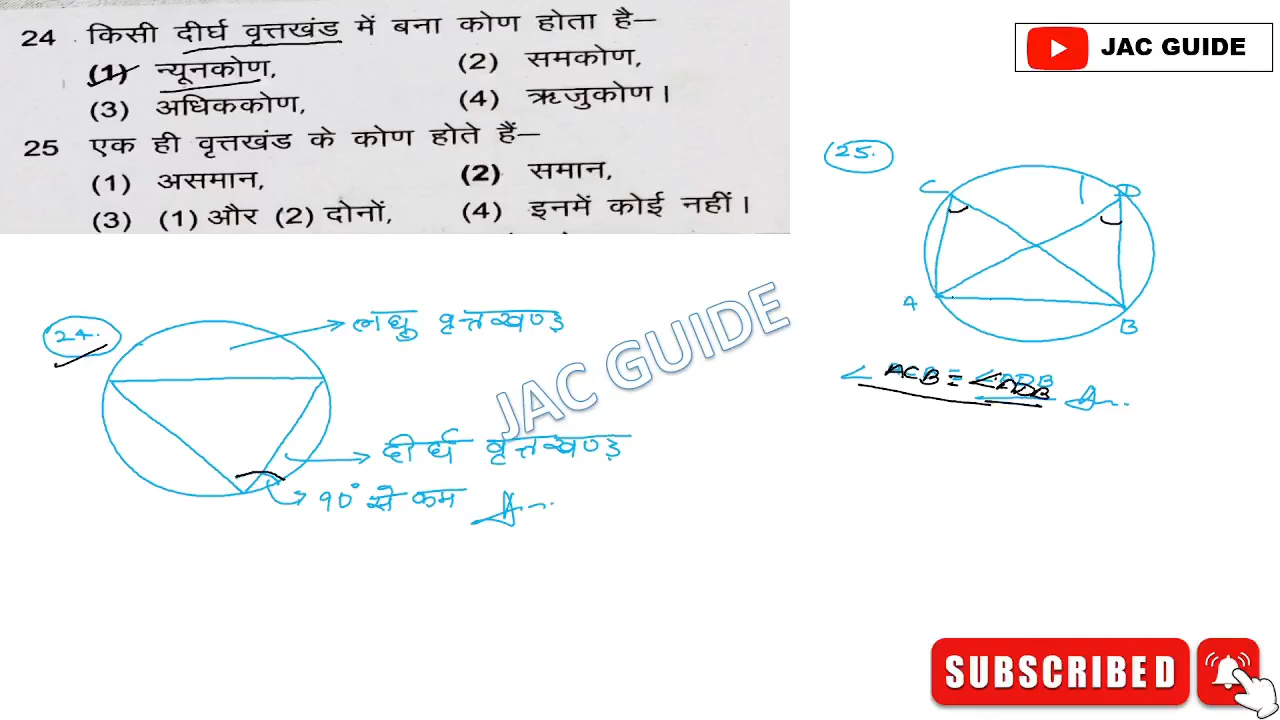 24 किसी दीर्घ वृत्तखंड में बना कोण होता है—
(1) न्यूनकोण, (2) समकोण,
(3) अधिककोण, (4) ऋजुकोण।
25 एक ही वृत्तखंड के कोण होते हैं—
(1) असमान, (2) समान,
(3) (1) और (2) दोनों, (4) इनमें कोई नहीं।
JAC GUIDE
25.
C D
A B
∠ACB = ∠ADB
24.
लघु वृत्तखण्ड
दीर्घ वृत्तखण्ड
90° से कम
JAC GUIDE
SUBSCRIBED